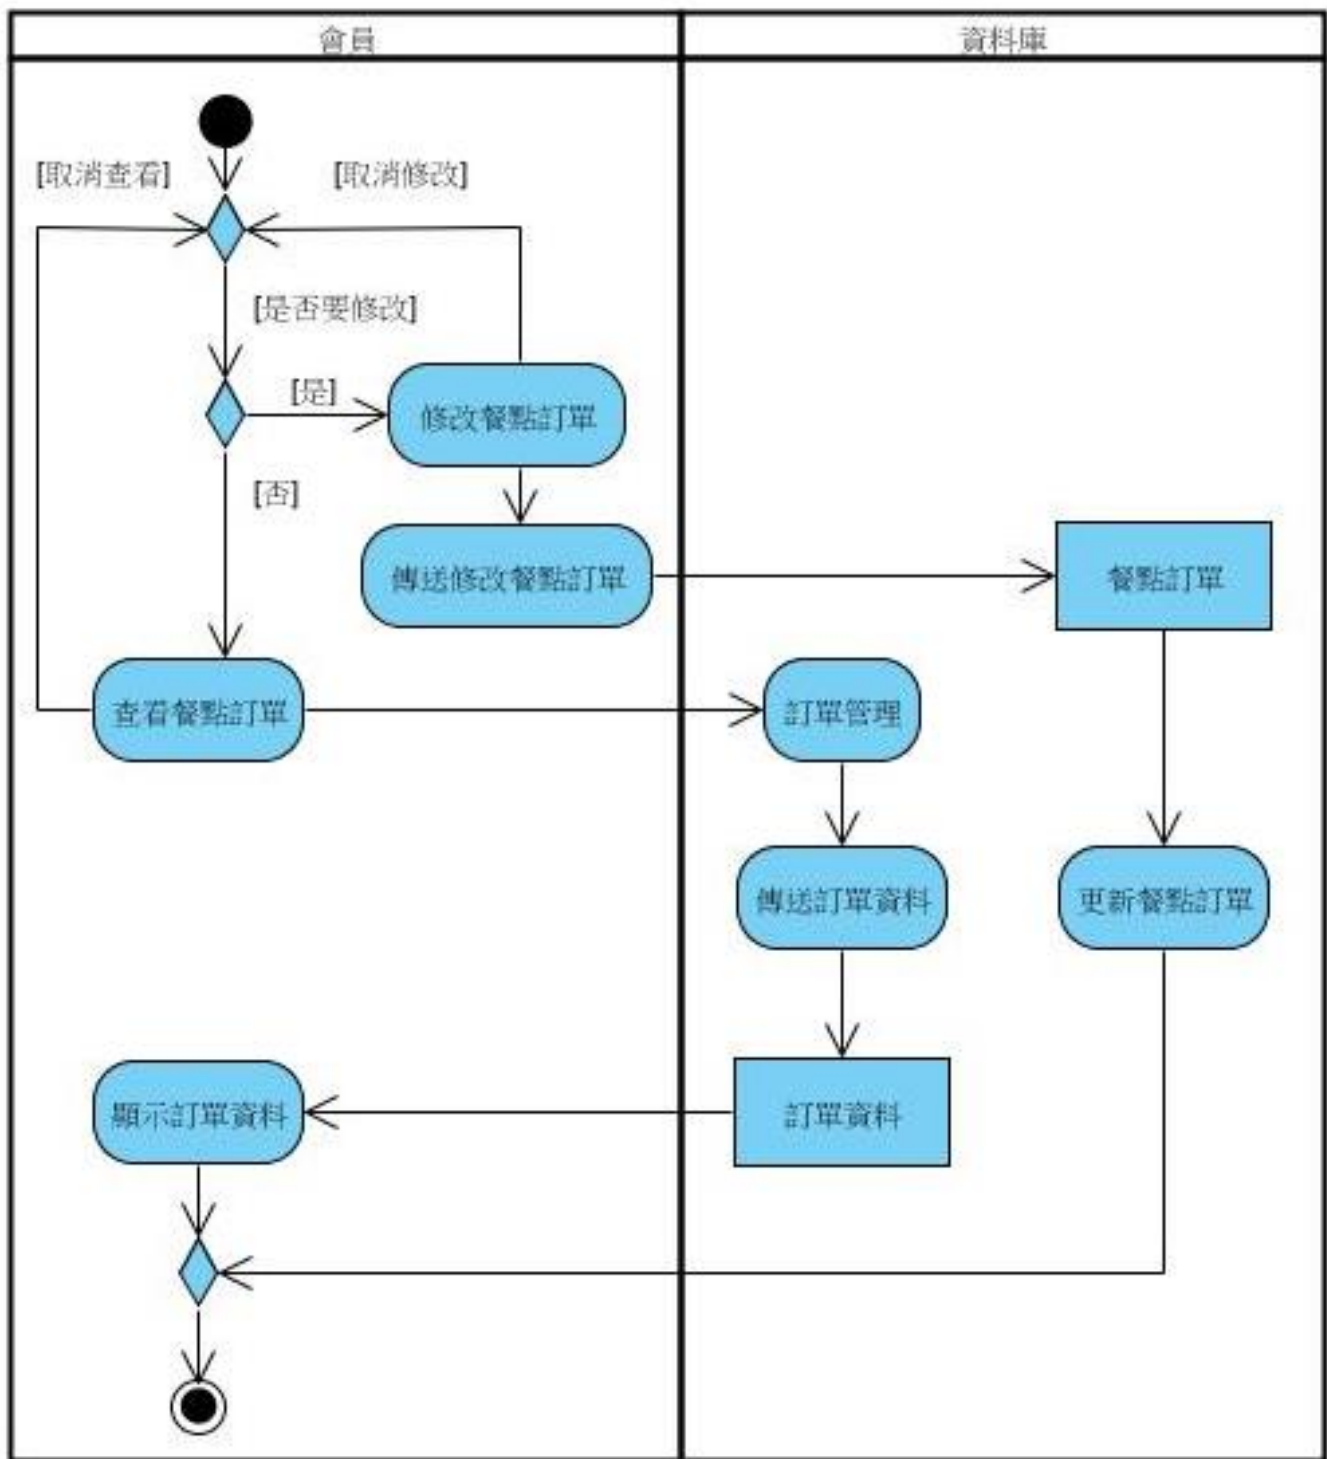 會員
資料庫
[取消查看]
[取消修改]
[是否要修改]
[是]
修改餐點訂單
[否]
傳送修改餐點訂單
餐點訂單
查看餐點訂單
訂單管理
傳送訂單資料
更新餐點訂單
顯示訂單資料
訂單資料